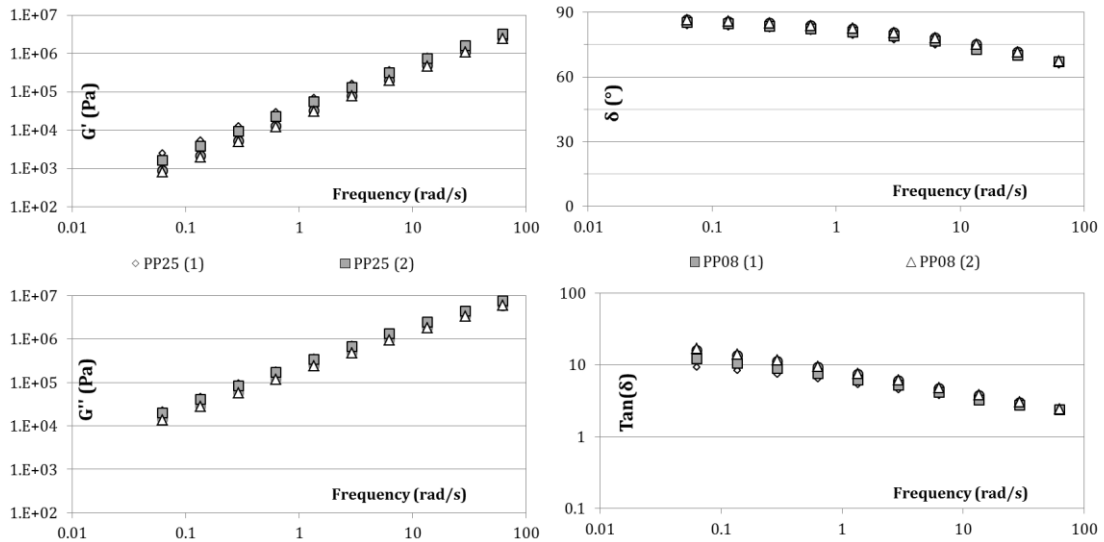 1.E+07
1.E+06
1.E+05
1.E+04
1.E+03
1.E+02
G' (Pa)
Frequency (rad/s)
0.01 0.1 1 10 100
90
60
30
0
δ (°)
Frequency (rad/s)
0.01 0.1 1 10 100
PP25 (1) PP25 (2) PP08 (1) PP08 (2)
1.E+07
1.E+06
1.E+05
1.E+04
1.E+03
1.E+02
G'' (Pa)
Frequency (rad/s)
0.01 0.1 1 10 100
100
10
1
0.1
Tan(δ)
Frequency (rad/s)
0.01 0.1 1 10 100